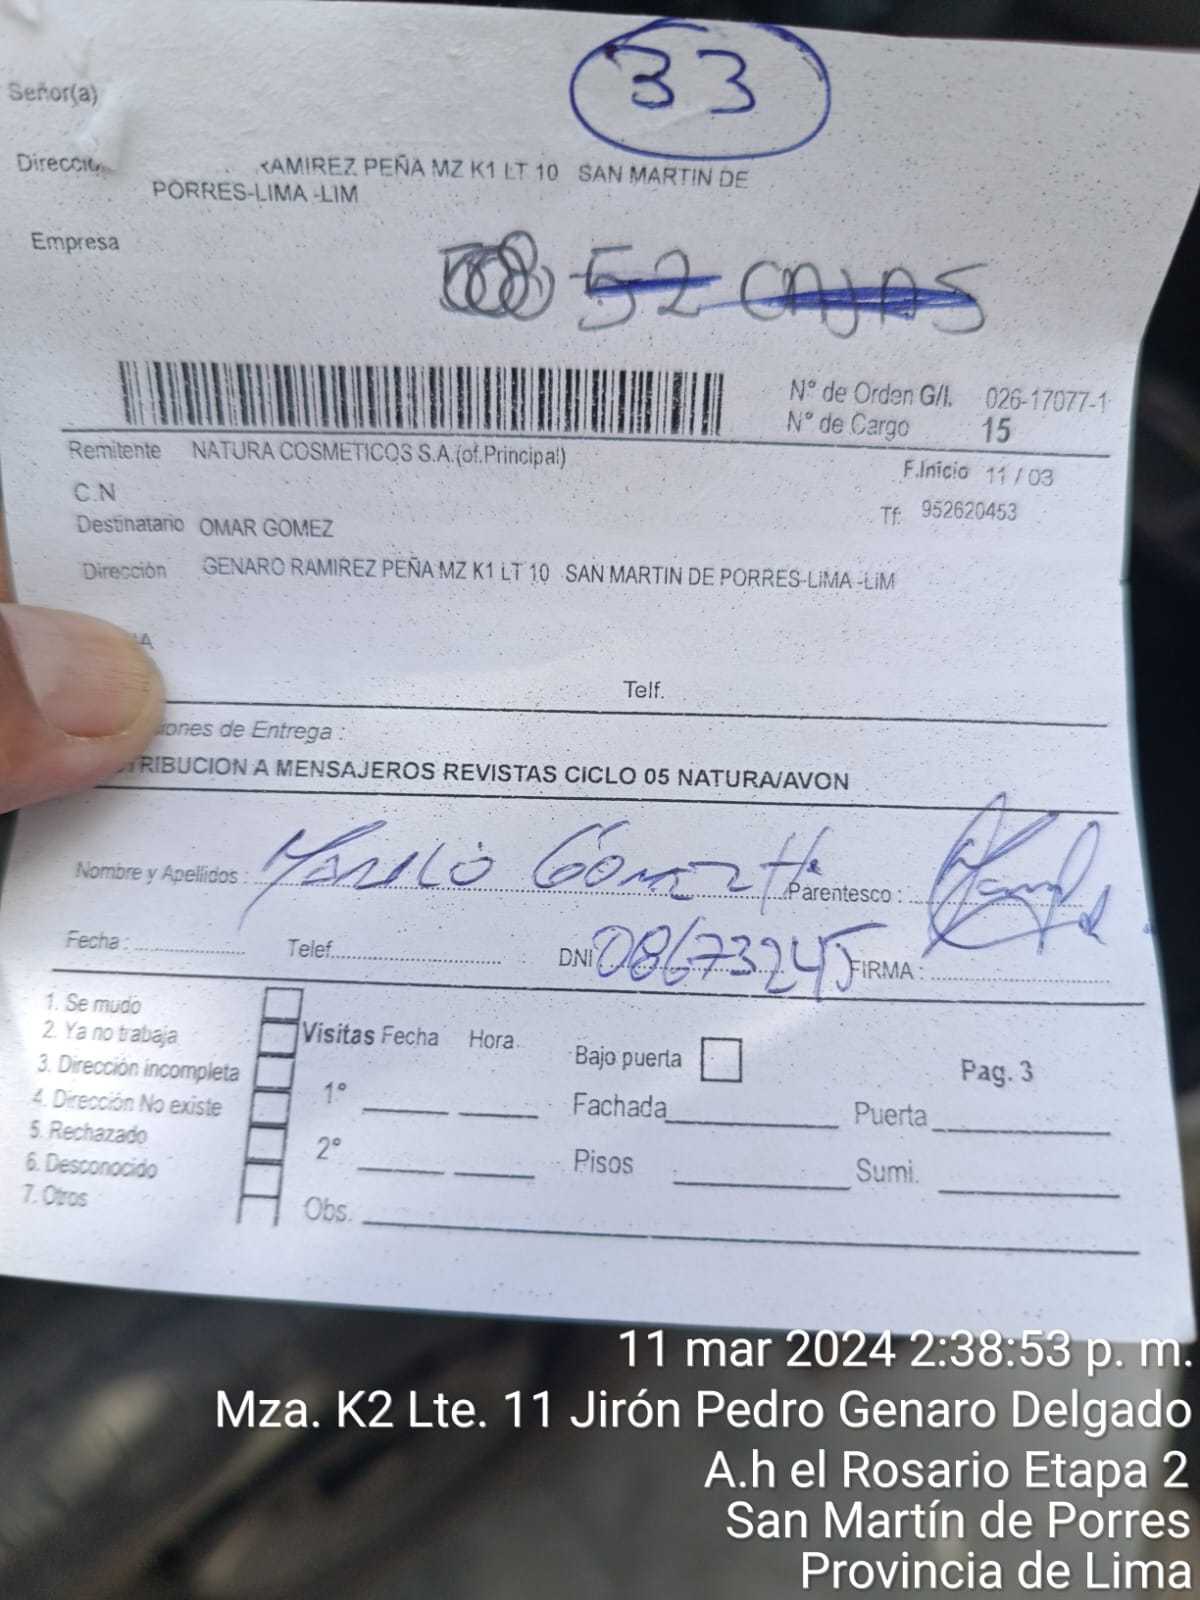 33
Señor(a)
Direcció
RAMIREZ PEÑA MZ K1 LT 10 SAN MARTIN DE
PORRES-LIMA -LIM
Empresa
52 CAJAS
N° de Orden G/I. 026-17077-1
N° de Cargo 15
Remitente NATURA COSMETICOS S.A.(of.Principal)
F.Inicio 11 / 03
C.N
Tf: 952620453
Destinatario OMAR GOMEZ
Dirección GENARO RAMIREZ PEÑA MZ K1 LT 10 SAN MARTIN DE PORRES-LIMA -LIM
Telf.
iones de Entrega :
TRIBUCION A MENSAJEROS REVISTAS CICLO 05 NATURA/AVON
Nombre y Apellidos : Gómez H Parentesco :
Fecha : Telef. DNI 08673245 FIRMA :
1. Se mudo
2. Ya no trabaja
3. Dirección incompleta
4. Dirección No existe
5. Rechazado
6. Desconocido
7. Otros
Visitas Fecha Hora
1°
2°
Obs.
Bajo puerta
Pag. 3
Fachada Puerta
Pisos Sumi.
11 mar 2024 2:38:53 p. m.
Mza. K2 Lte. 11 Jirón Pedro Genaro Delgado
A.h el Rosario Etapa 2
San Martín de Porres
Provincia de Lima